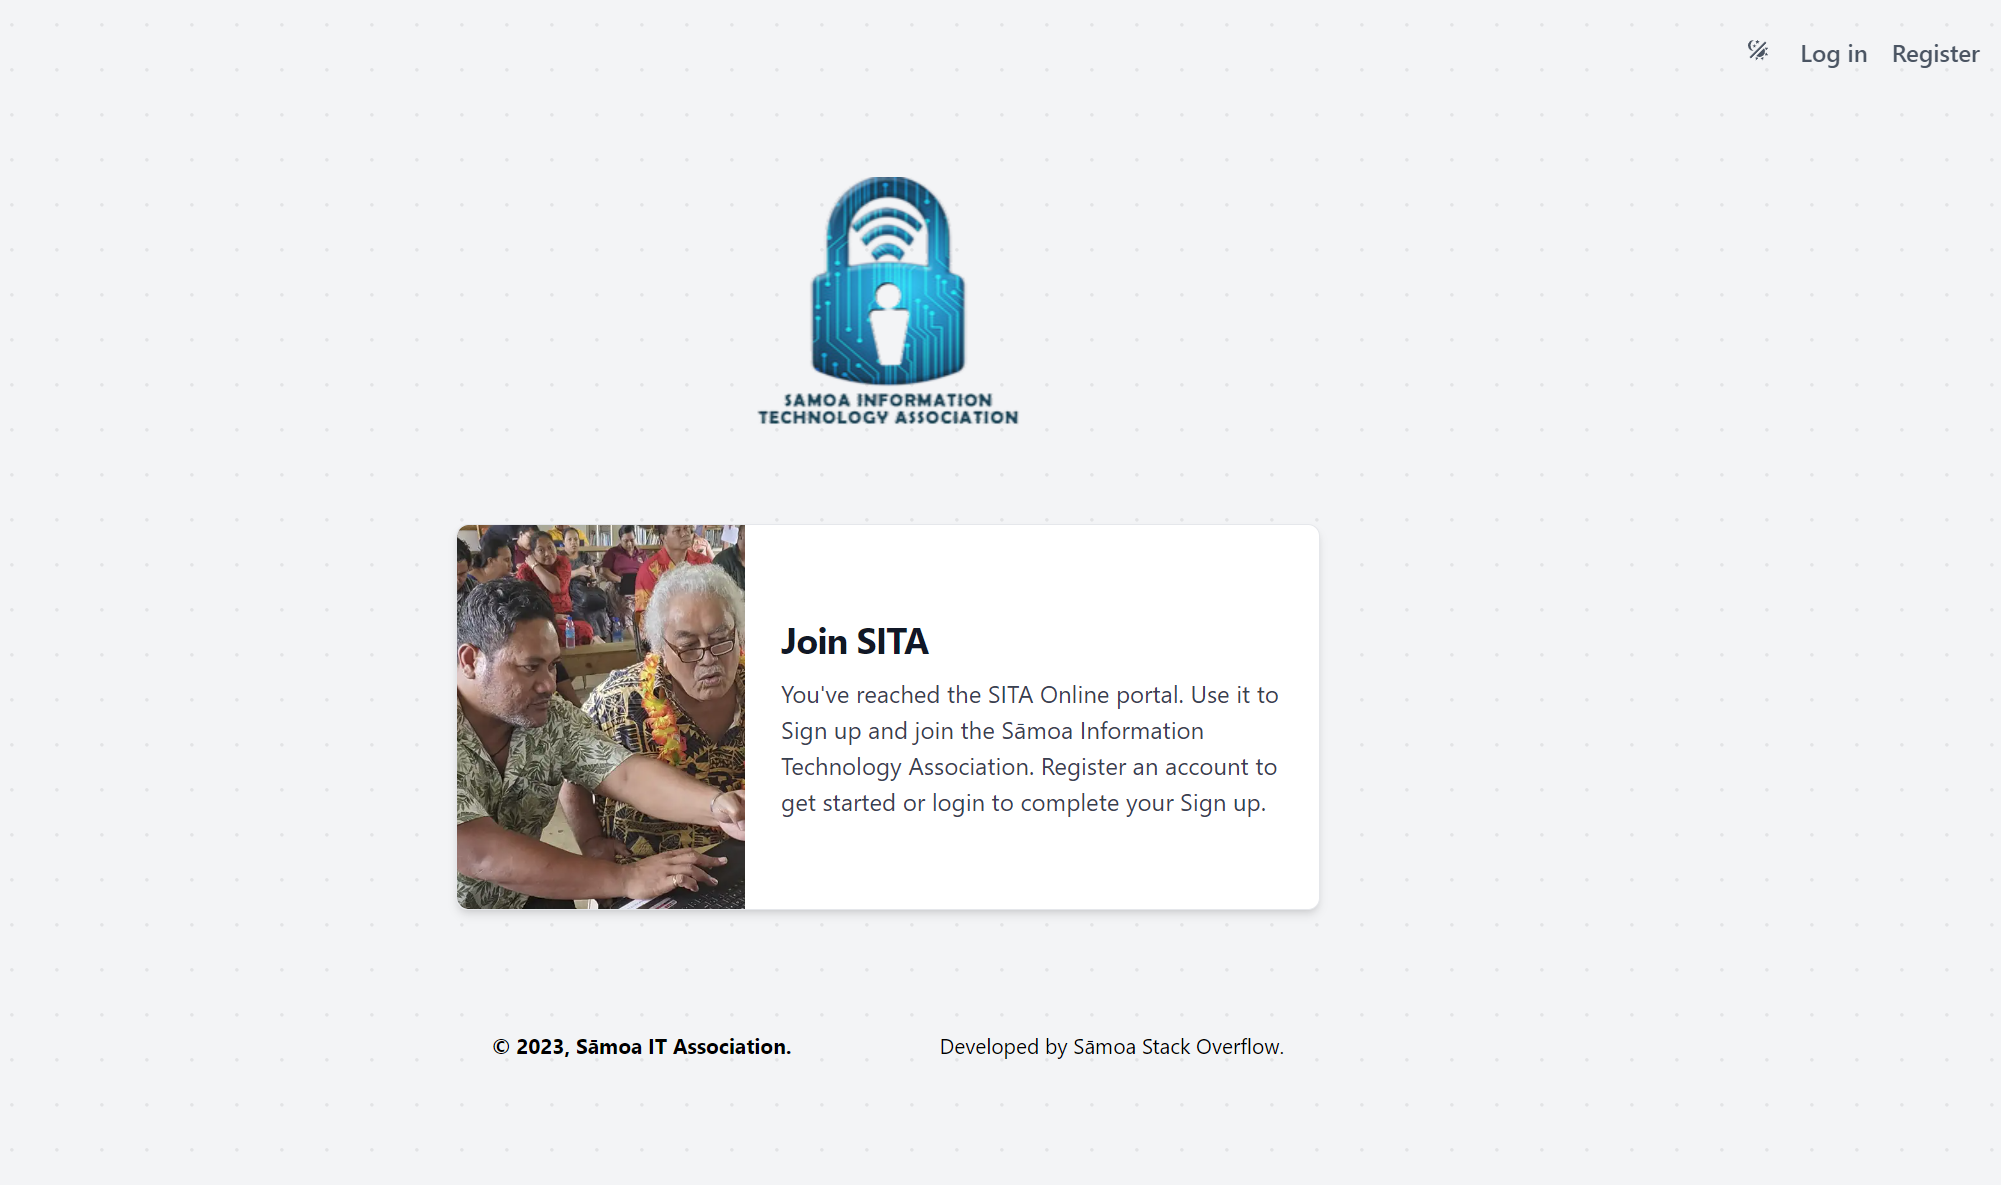 Log in Register
SAMOA INFORMATION
TECHNOLOGY ASSOCIATION
Join SITA
You've reached the SITA Online portal. Use it to
Sign up and join the Sāmoa Information
Technology Association. Register an account to
get started or login to complete your Sign up.
© 2023, Sāmoa IT Association. Developed by Sāmoa Stack Overflow.